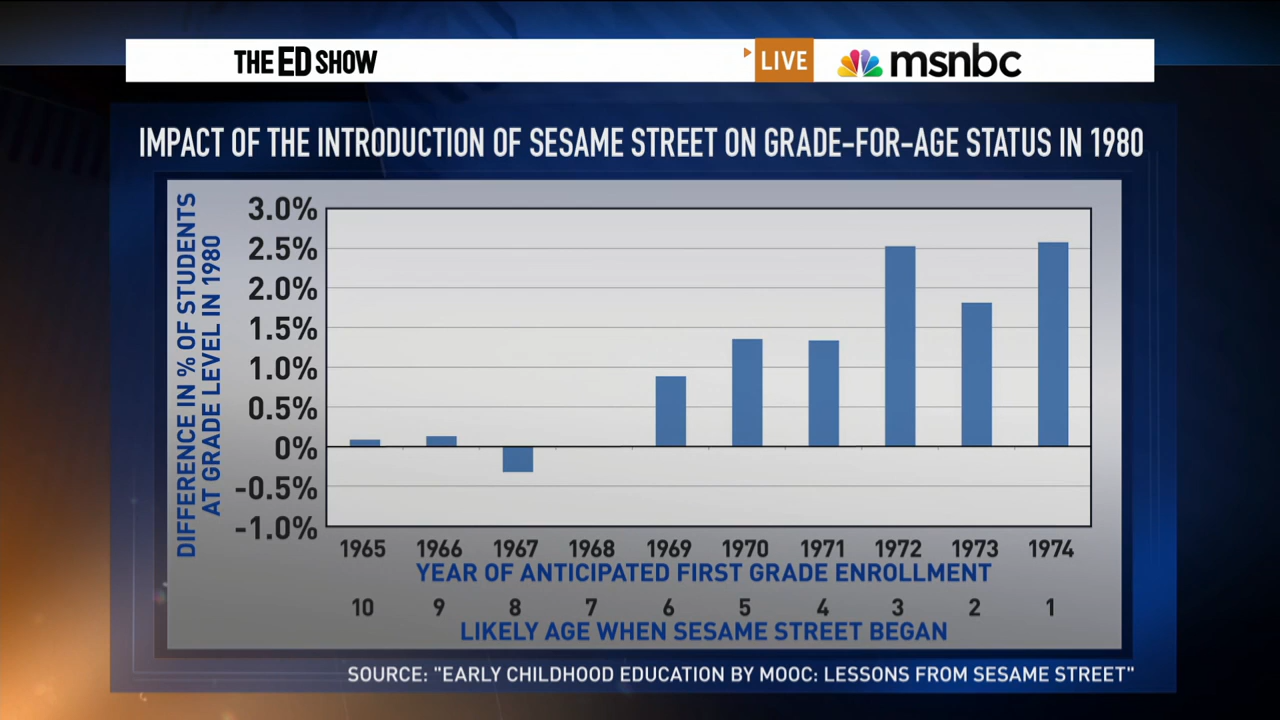 THE ED SHOW
LIVE
msnbc
IMPACT OF THE INTRODUCTION OF SESAME STREET ON GRADE-FOR-AGE STATUS IN 1980
DIFFERENCE IN % OF STUDENTS
AT GRADE LEVEL IN 1980
3.0%
2.5%
2.0%
1.5%
1.0%
0.5%
0%
-0.5%
-1.0%
1965 1966 1967 1968 1969 1970 1971 1972 1973 1974
YEAR OF ANTICIPATED FIRST GRADE ENROLLMENT
10 9 8 7 6 5 4 3 2 1
LIKELY AGE WHEN SESAME STREET BEGAN
SOURCE: "EARLY CHILDHOOD EDUCATION BY MOOC: LESSONS FROM SESAME STREET"